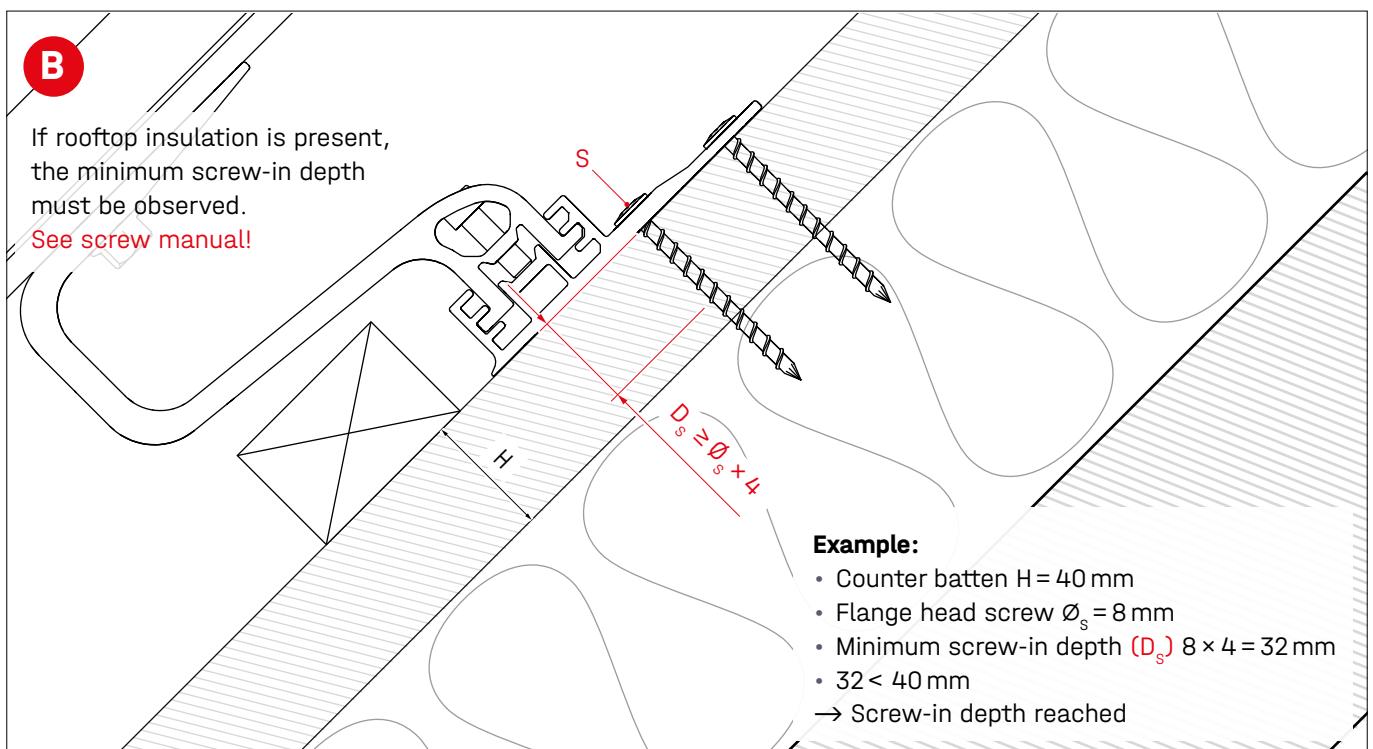 B
If rooftop insulation is present,
the minimum screw-in depth
must be observed.
See screw manual!
S
H
Dₛ ≥ Øₛ × 4
Example:
• Counter batten H = 40 mm
• Flange head screw Øₛ = 8 mm
• Minimum screw-in depth (Dₛ) 8 × 4 = 32 mm
• 32 < 40 mm
→ Screw-in depth reached